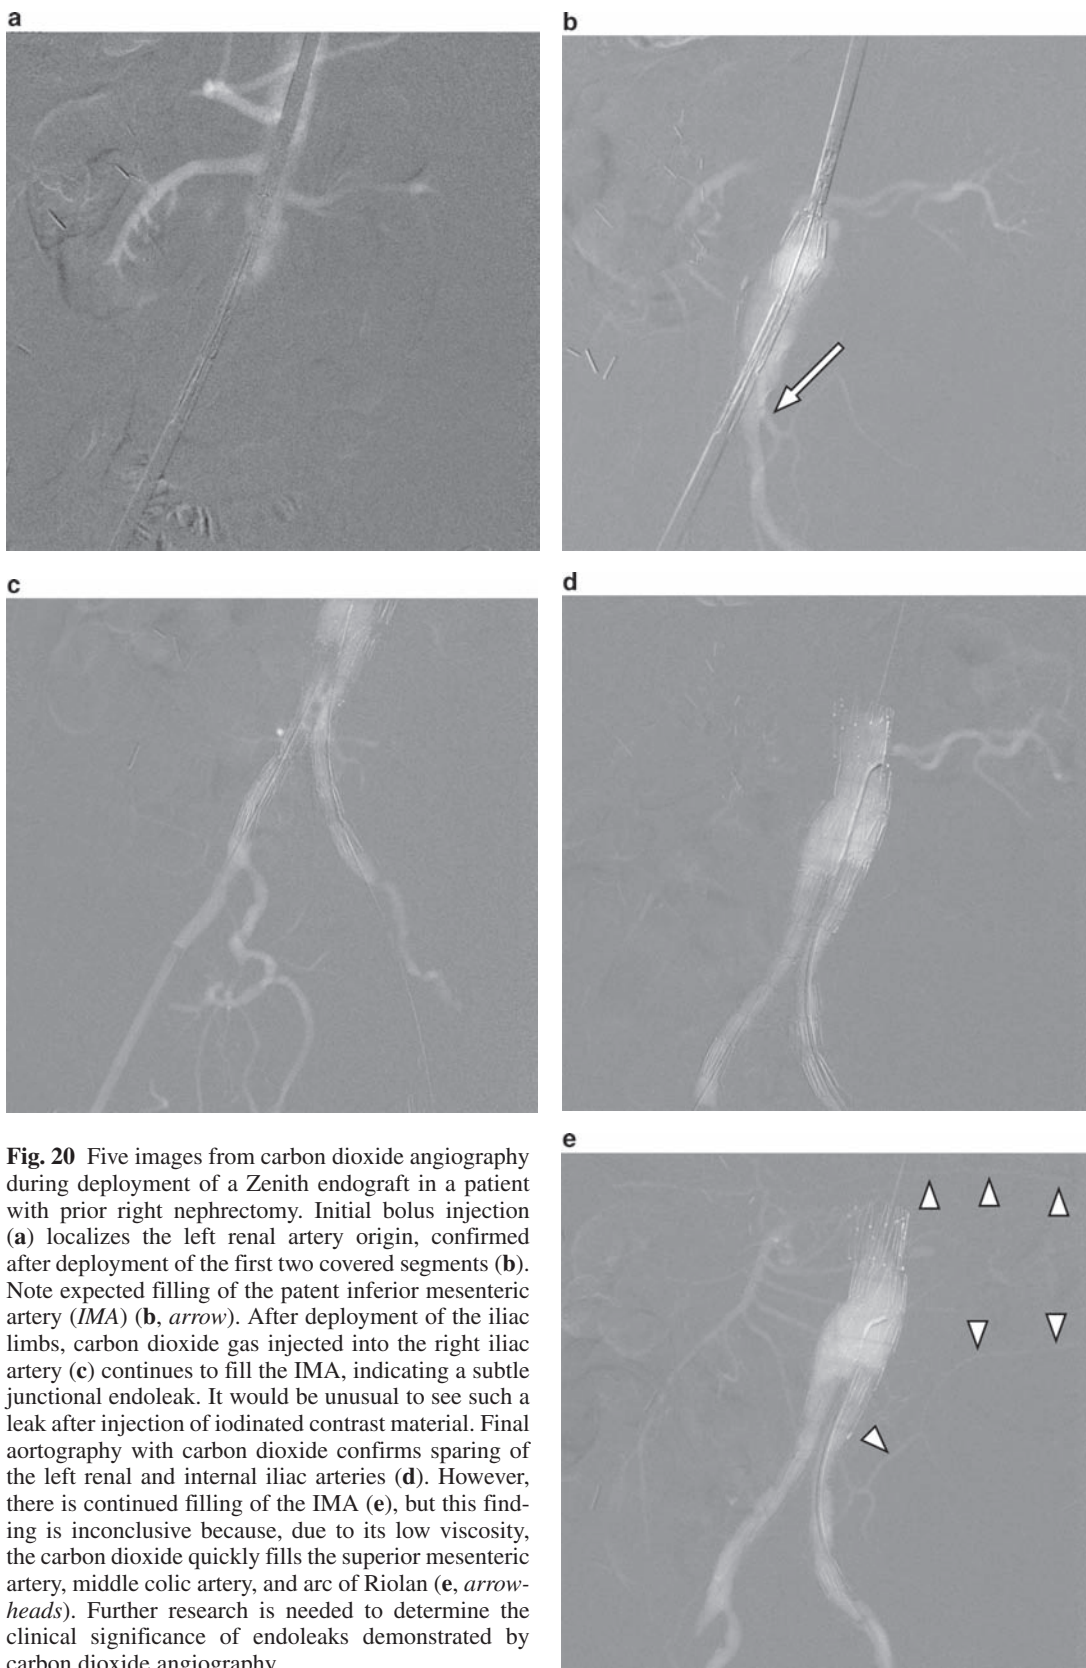 a
b
c
d
Fig. 20 Five images from carbon dioxide angiography
during deployment of a Zenith endograft in a patient
with prior right nephrectomy. Initial bolus injection
(a) localizes the left renal artery origin, confirmed
after deployment of the first two covered segments (b).
Note expected filling of the patent inferior mesenteric
artery (IMA) (b, arrow). After deployment of the iliac
limbs, carbon dioxide gas injected into the right iliac
artery (c) continues to fill the IMA, indicating a subtle
junctional endoleak. It would be unusual to see such a
leak after injection of iodinated contrast material. Final
aortography with carbon dioxide confirms sparing of
the left renal and internal iliac arteries (d). However,
there is continued filling of the IMA (e), but this find-
ing is inconclusive because, due to its low viscosity,
the carbon dioxide quickly fills the superior mesenteric
artery, middle colic artery, and arc of Riolan (e, arrow-
heads). Further research is needed to determine the
clinical significance of endoleaks demonstrated by
carbon dioxide angiography
e